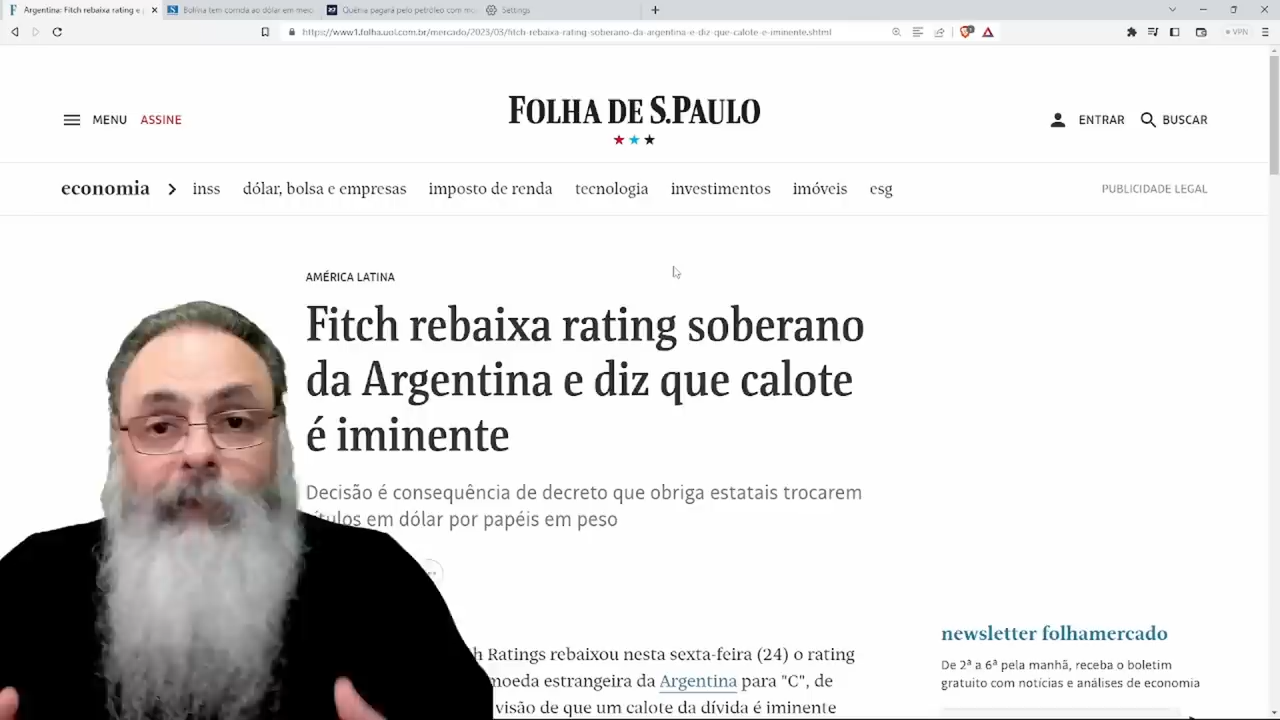 Argentina: Fitch rebaixa rating e
Bolívia tem corrida ao dólar em meio
Quênia pagará pelo petróleo com mo
Settings
https://www1.folha.uol.com.br/mercado/2023/03/fitch-rebaixa-rating-soberano-da-argentina-e-diz-que-calote-e-iminente.shtml
VPN
MENU ASSINE
FOLHA DE S.PAULO
ENTRAR BUSCAR
economia inss dólar, bolsa e empresas imposto de renda tecnologia investimentos imóveis esg
PUBLICIDADE LEGAL
AMÉRICA LATINA
Fitch rebaixa rating soberano
da Argentina e diz que calote
é iminente
Decisão é consequência de decreto que obriga estatais trocarem
em dólar por papéis em peso
Ratings rebaixou nesta sexta-feira (24) o rating
moeda estrangeira da Argentina para "C", de
visão de que um calote da dívida é iminente
newsletter folhamercado
De 2ª a 6ª pela manhã, receba o boletim
gratuito com notícias e análises de economia